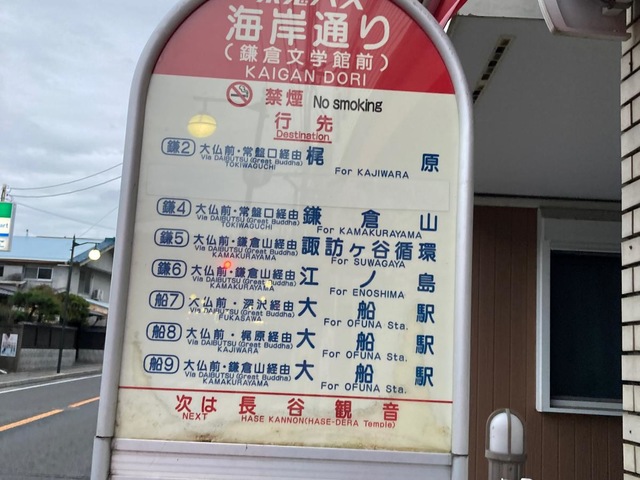 海岸通り
(鎌倉文学館前)
KAIGAN DORI
禁煙 No smoking
行先
Destination
鎌2 大仏前・常盤口経由 梶原
Via DAIBUTSU (Great Buddha) TOKIWAGUCHI For KAJIWARA
鎌4 大仏前・常盤口経由 鎌倉山
Via DAIBUTSU (Great Buddha) TOKIWAGUCHI For KAMAKURAYAMA
鎌5 大仏前・鎌倉山経由 諏訪ヶ谷循環
Via DAIBUTSU (Great Buddha) KAMAKURAYAMA For SUWAGAYA
鎌6 大仏前・鎌倉山経由 江ノ島
Via DAIBUTSU (Great Buddha) KAMAKURAYAMA For ENOSHIMA
船7 大仏前・深沢経由 大船駅
Via DAIBUTSU (Great Buddha) FUKASAWA For OFUNA Sta.
船8 大仏前・梶原経由 大船駅
Via DAIBUTSU (Great Buddha) KAJIWARA For OFUNA Sta.
船9 大仏前・鎌倉山経由 大船駅
Via DAIBUTSU (Great Buddha) KAMAKURAYAMA For OFUNA Sta.
次は 長谷観音
NEXT HASE KANNON(HASE-DERA Temple)